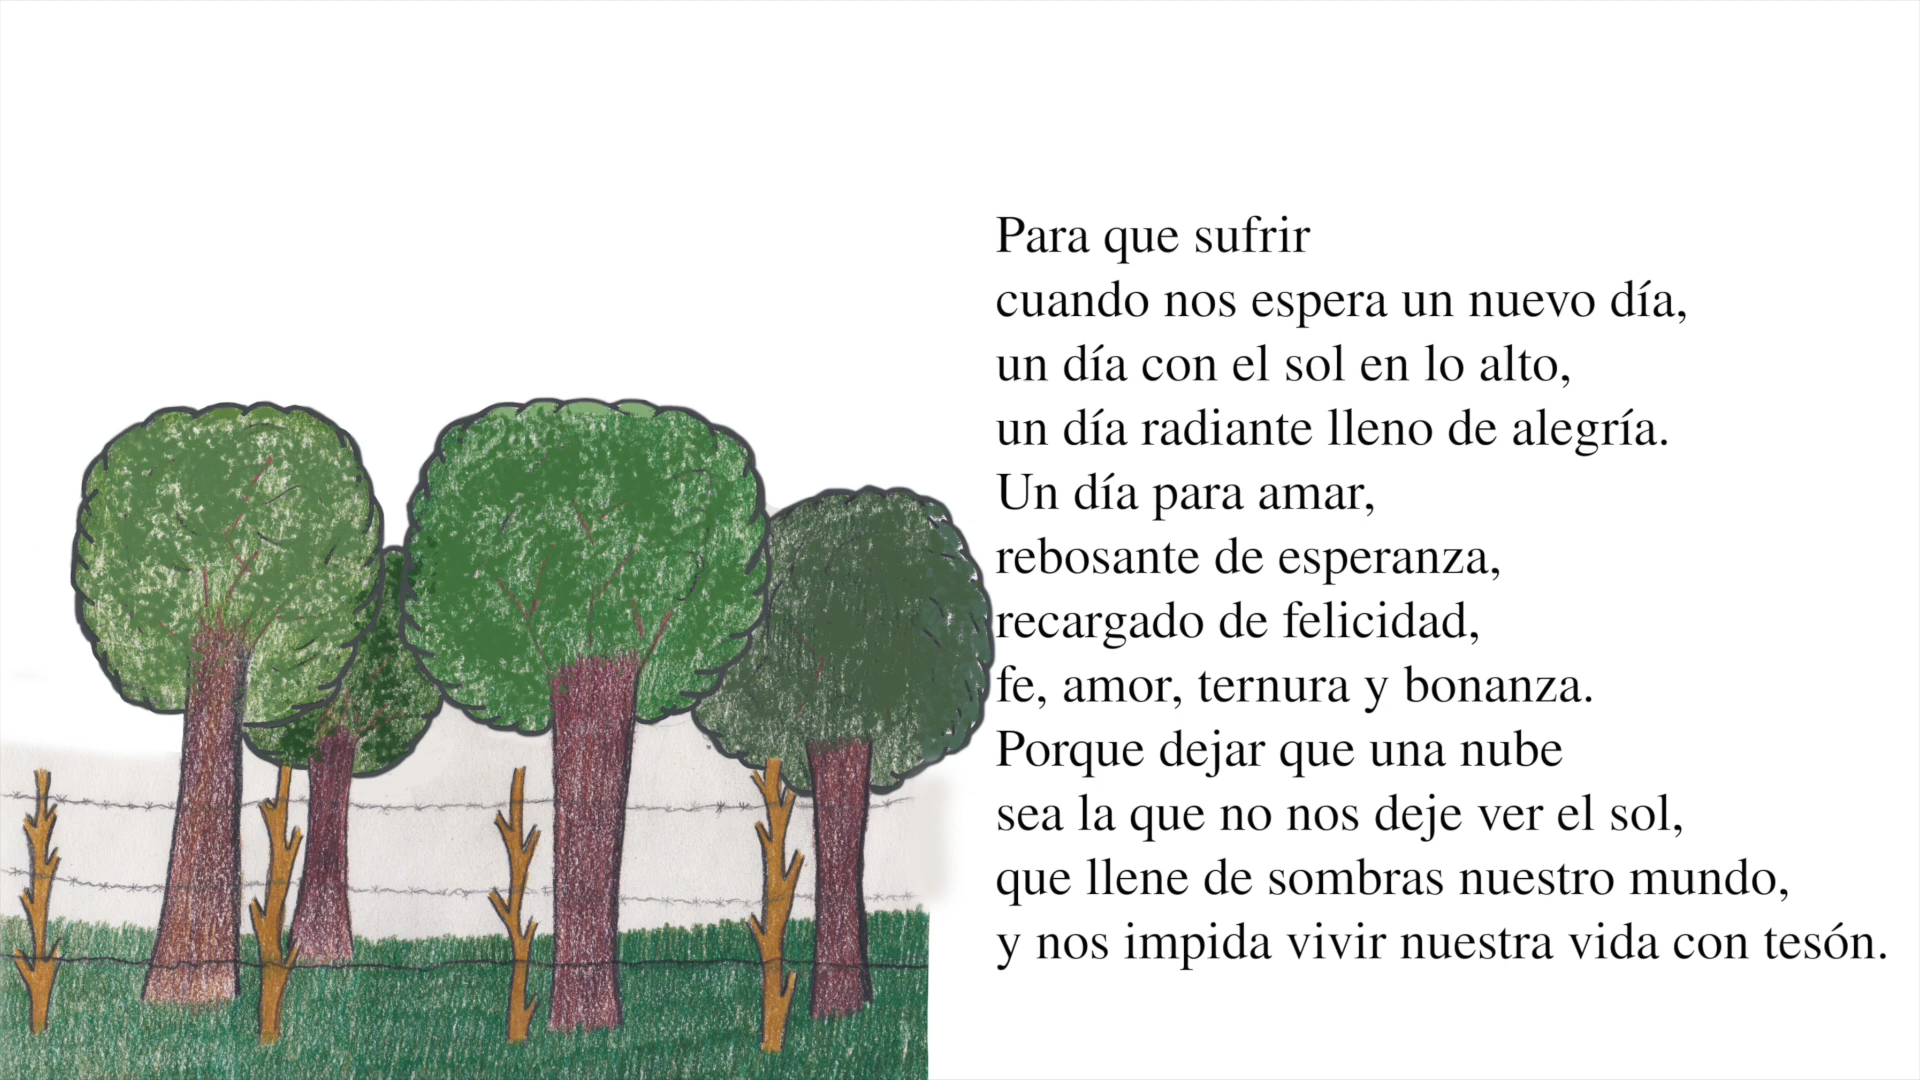 Para que sufrir
cuando nos espera un nuevo día,
un día con el sol en lo alto,
un día radiante lleno de alegría.
Un día para amar,
rebosante de esperanza,
recargado de felicidad,
fe, amor, ternura y bonanza.
Porque dejar que una nube
sea la que no nos deje ver el sol,
que llene de sombras nuestro mundo,
y nos impida vivir nuestra vida con tesón.